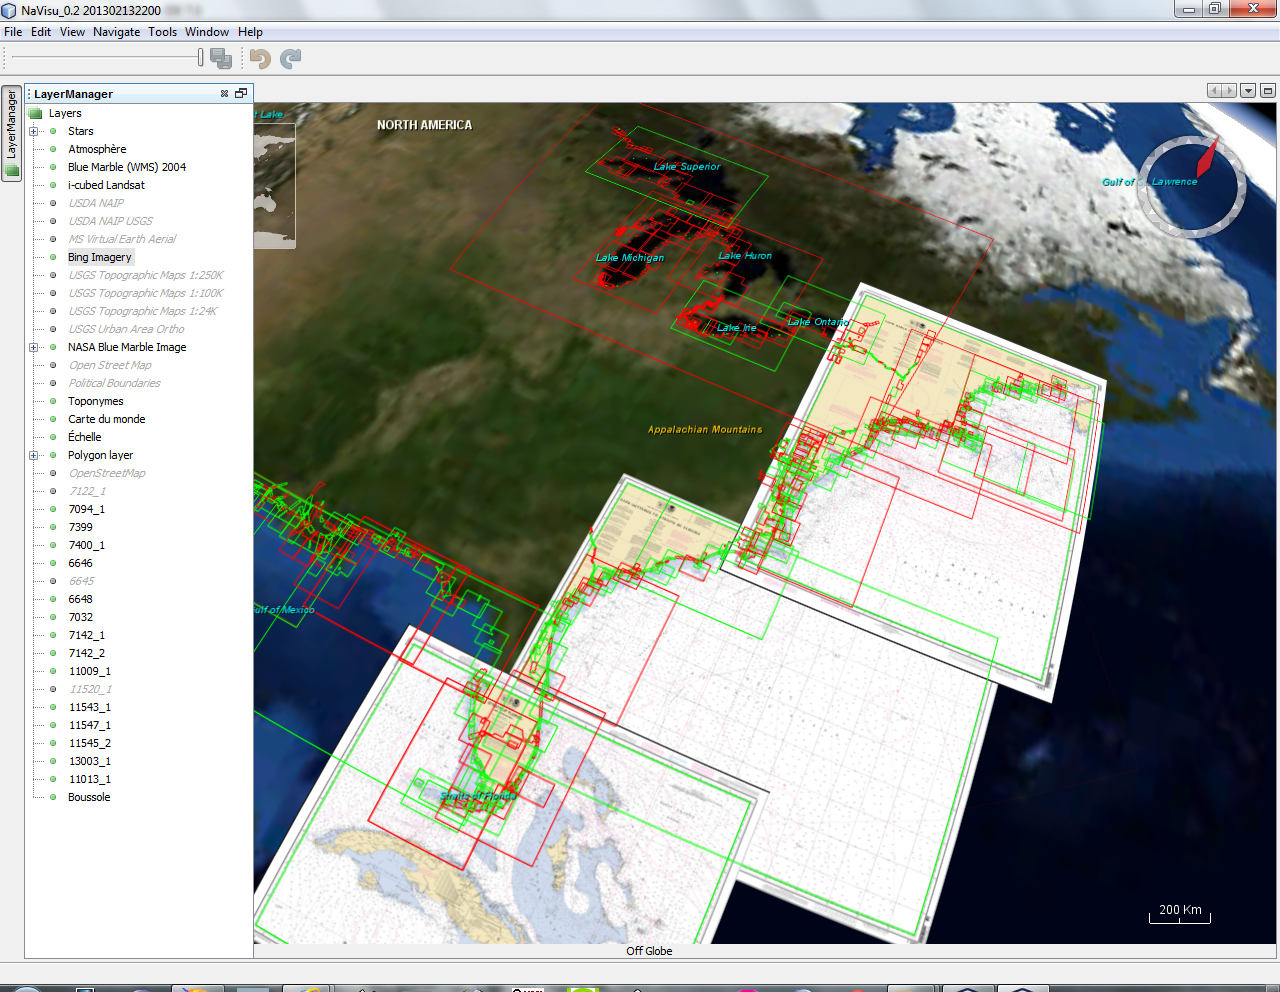 NaVisu_0.2 201302132200
File Edit View Navigate Tools Window Help
LayerManager
LayerManager
Layers
Stars
Atmosphère
Blue Marble (WMS) 2004
i-cubed Landsat
USDA NAIP
USDA NAIP USGS
MS Virtual Earth Aerial
Bing Imagery
USGS Topographic Maps 1:250K
USGS Topographic Maps 1:100K
USGS Topographic Maps 1:24K
USGS Urban Area Ortho
NASA Blue Marble Image
Open Street Map
Political Boundaries
Toponymes
Carte du monde
Échelle
Polygon layer
OpenStreetMap
7122_1
7094_1
7399
7400_1
6646
6645
6648
7032
7142_1
7142_2
11009_1
11520_1
11543_1
11547_1
11545_2
13003_1
11013_1
Boussole
t Lake
NORTH AMERICA
Lake Superior
Gulf of S Lawrence
Lake Michigan
Lake Huron
Lake Irie
Lake Ontario
Appalachian Mountains
ulf of Mexico
Straits of Florida
200 Km
Off Globe